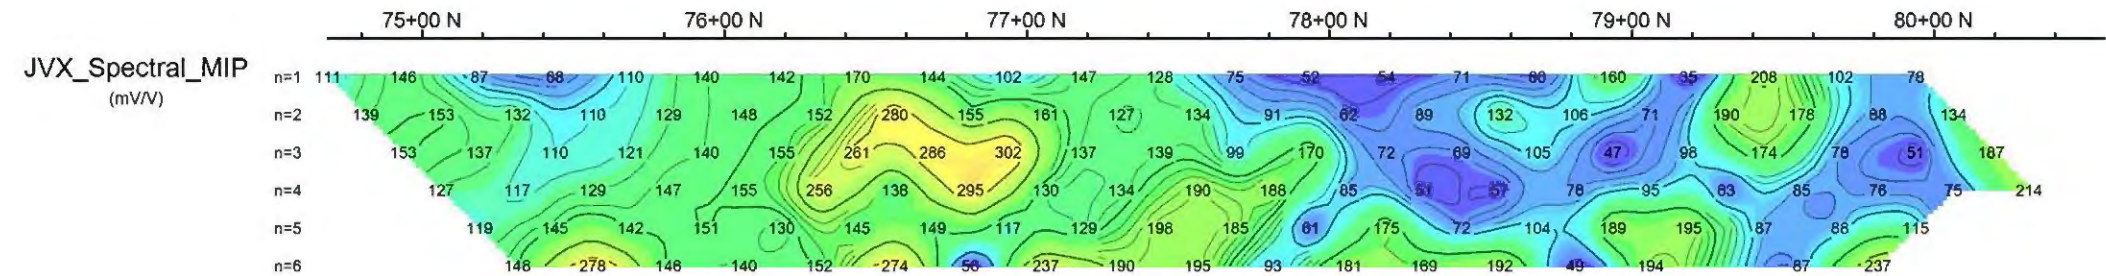 75+00 N 76+00 N 77+00 N 78+00 N 79+00 N 80+00 N
JVX_Spectral_MIP
(mV/V)
n=1 111 146 87 68 110 140 142 170 144 102 147 128 75 52 54 71 80 160 35 208 102 78
n=2 139 153 132 110 129 148 152 280 155 161 127 134 91 62 89 132 106 71 190 178 88 134
n=3 153 137 110 121 140 155 261 286 302 137 139 99 170 72 69 105 47 98 174 78 51 187
n=4 127 117 129 147 155 256 136 295 130 134 190 188 85 51 57 78 95 63 85 76 75 214
n=5 119 145 142 151 130 145 149 117 129 198 185 61 175 72 104 189 195 87 88 115
n=6 146 278 146 140 152 274 56 237 190 195 93 181 169 192 49 194 87 237